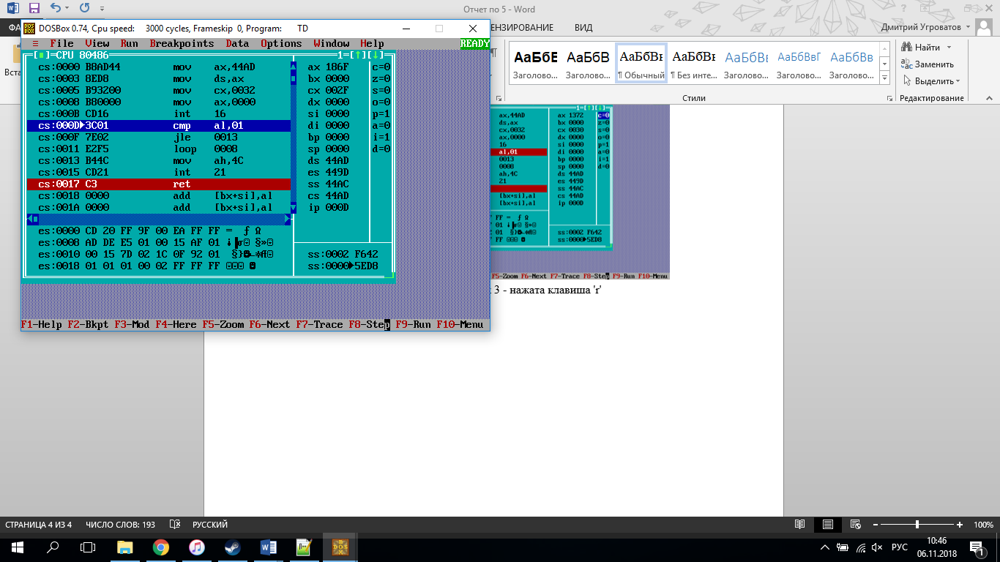 Отчет по 5 - Word
DOSBox 0.74, Cpu speed: 3000 cycles, Frameskip 0, Program: TD
ФА
ЕНЗИРОВАНИЕ ВИД
Дмитрий Угроватов
≡ File View Run Breakpoints Data Options Window Help READY
[■]=CPU 80486 1=[↑][↓]
cs:0000 B8AD44 mov ax,44AD ax 186F c=0
cs:0003 8ED8 mov ds,ax bx 0000 z=0
cs:0005 B93200 mov cx,0032 cx 002F s=0
cs:0008 B80000 mov ax,0000 dx 0000 o=0
cs:000B CD16 int 16 si 0000 p=1
cs:000D►3C01 cmp al,01 di 0000 a=0
cs:000F 7E02 jle 0013 bp 0000 i=1
cs:0011 E2F5 loop 0008 sp 0000 d=0
cs:0013 B44C mov ah,4C ds 44AD
cs:0015 CD21 int 21 es 449D
cs:0017 C3 ret ss 44AC
cs:0018 0000 add [bx+si],al cs 44AD
cs:001A 0000 add [bx+si],al ip 000D
es:0000 CD 20 FF 9F 00 EA FF FF = ƒ Ω
es:0008 AD DE E5 01 00 15 AF 01
es:0010 00 15 7D 02 1C 0F 92 01
es:0018 01 01 01 00 02 FF FF FF
ss:0002 F642
ss:0000►5ED8
F1-Help F2-Bkpt F3-Mod F4-Here F5-Zoom F6-Next F7-Trace F8-Step F9-Run F10-Menu
Вста
АаБбВ АаБбВ АаБбВв АаБбВв АаБбВв АаБбВвГ АаБбВв
Заголово... Заголово... ¶ Обычный ¶ Без инте... Заголово... Заголово... Заголово...
Стили
Найти
Заменить
Выделить
Редактирование
1=[↑][↓]
ax,44AD ax 1372 c=0
ds,ax bx 0000 z=0
cx,0032 cx 0030 s=0
ax,0000 dx 0000 o=0
16 si 0000 p=1
al,01 di 0000 a=0
0013 bp 0000 i=1
0008 sp 0000 d=0
ah,4C ds 44AD
21 es 449D
ss 44AC
[bx+si],al cs 44AD
[bx+si],al ip 000D
FF FF = ƒ Ω
ss:0002 F642
ss:0000►5ED8
F5-Zoom F6-Next F7-Trace F8-Step F9-Run F10-Menu
3 - нажата клавиша 'r'
СТРАНИЦА 4 ИЗ 4 ЧИСЛО СЛОВ: 193 РУССКИЙ 100%
РУС
10:46
06.11.2018
1